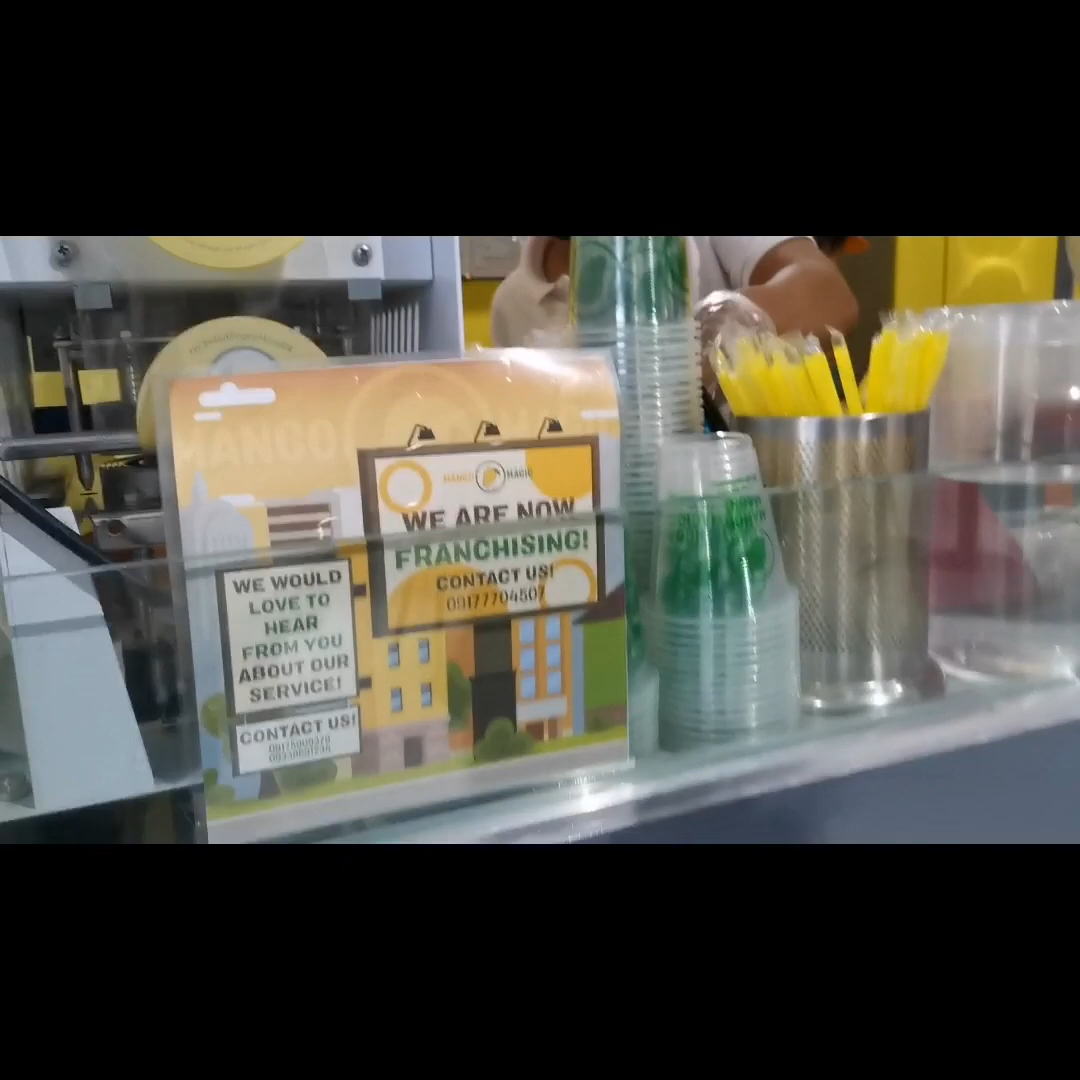 MANGO
MANGO MAGIC
WE ARE NOW
FRANCHISING!
CONTACT US!
09177704507
WE WOULD
LOVE TO
HEAR
FROM YOU
ABOUT OUR
SERVICE!
CONTACT US!